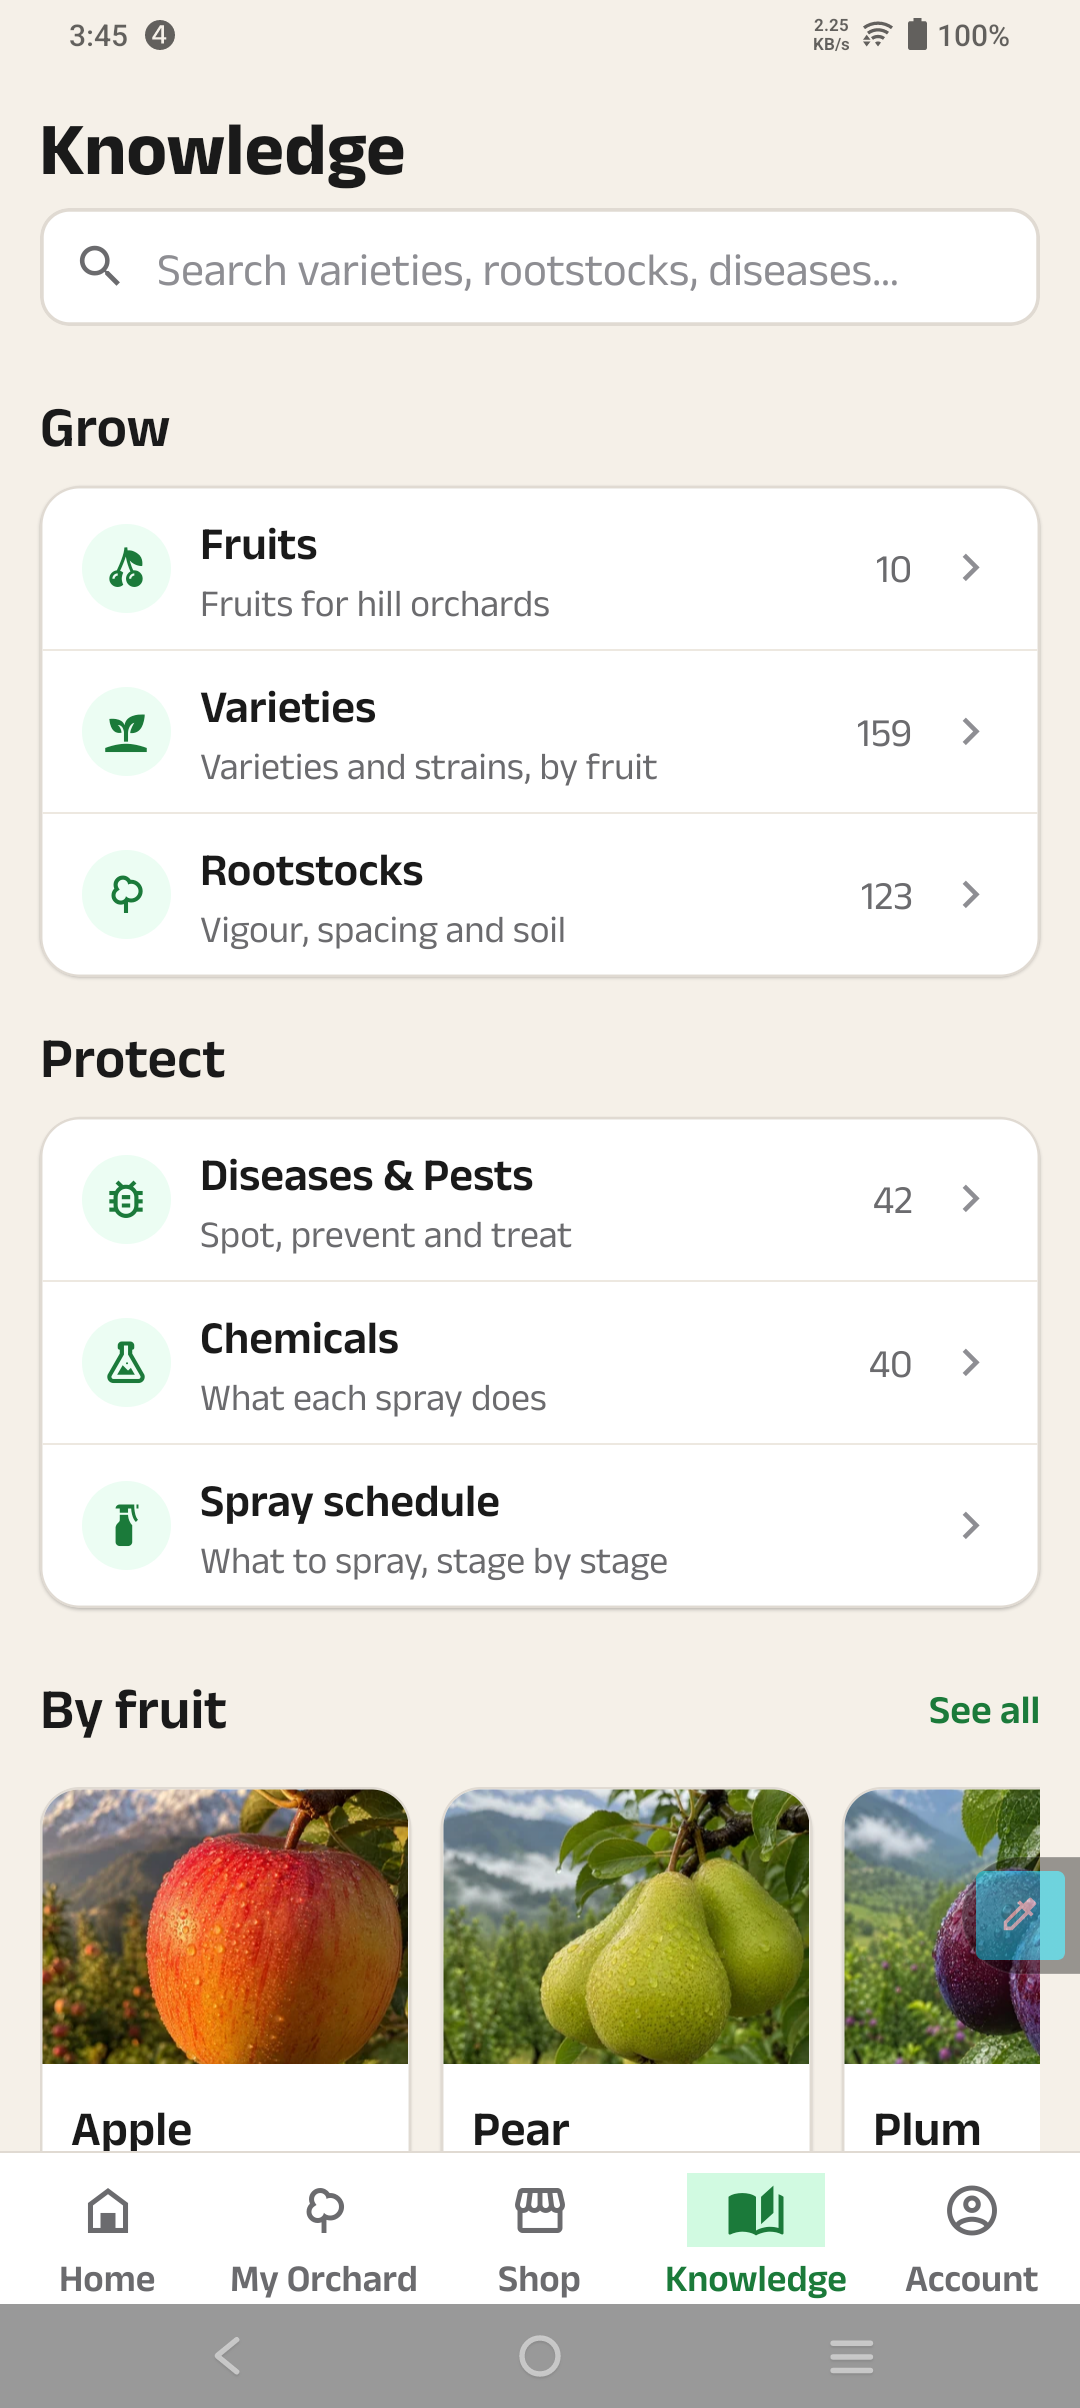 3:45 4 2.25 KB/s 100%
Knowledge
Search varieties, rootstocks, diseases...
Grow
Fruits
Fruits for hill orchards
10
Varieties
Varieties and strains, by fruit
159
Rootstocks
Vigour, spacing and soil
123
Protect
Diseases & Pests
Spot, prevent and treat
42
Chemicals
What each spray does
40
Spray schedule
What to spray, stage by stage
By fruit See all
Apple Pear Plum
Home My Orchard Shop Knowledge Account